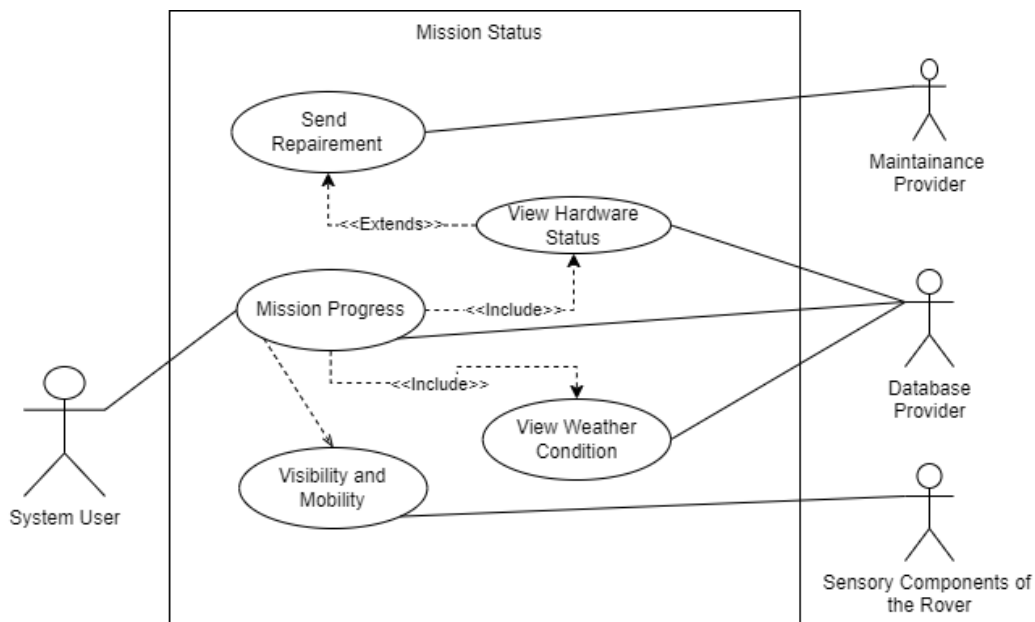 Mission Status
Send
Repairement
Maintainance
Provider
<<Extends>>
View Hardware
Status
Mission Progress
<<Include>>
<<Include>>
Database
Provider
View Weather
Condition
Visibility and
Mobility
System User
Sensory Components of
the Rover